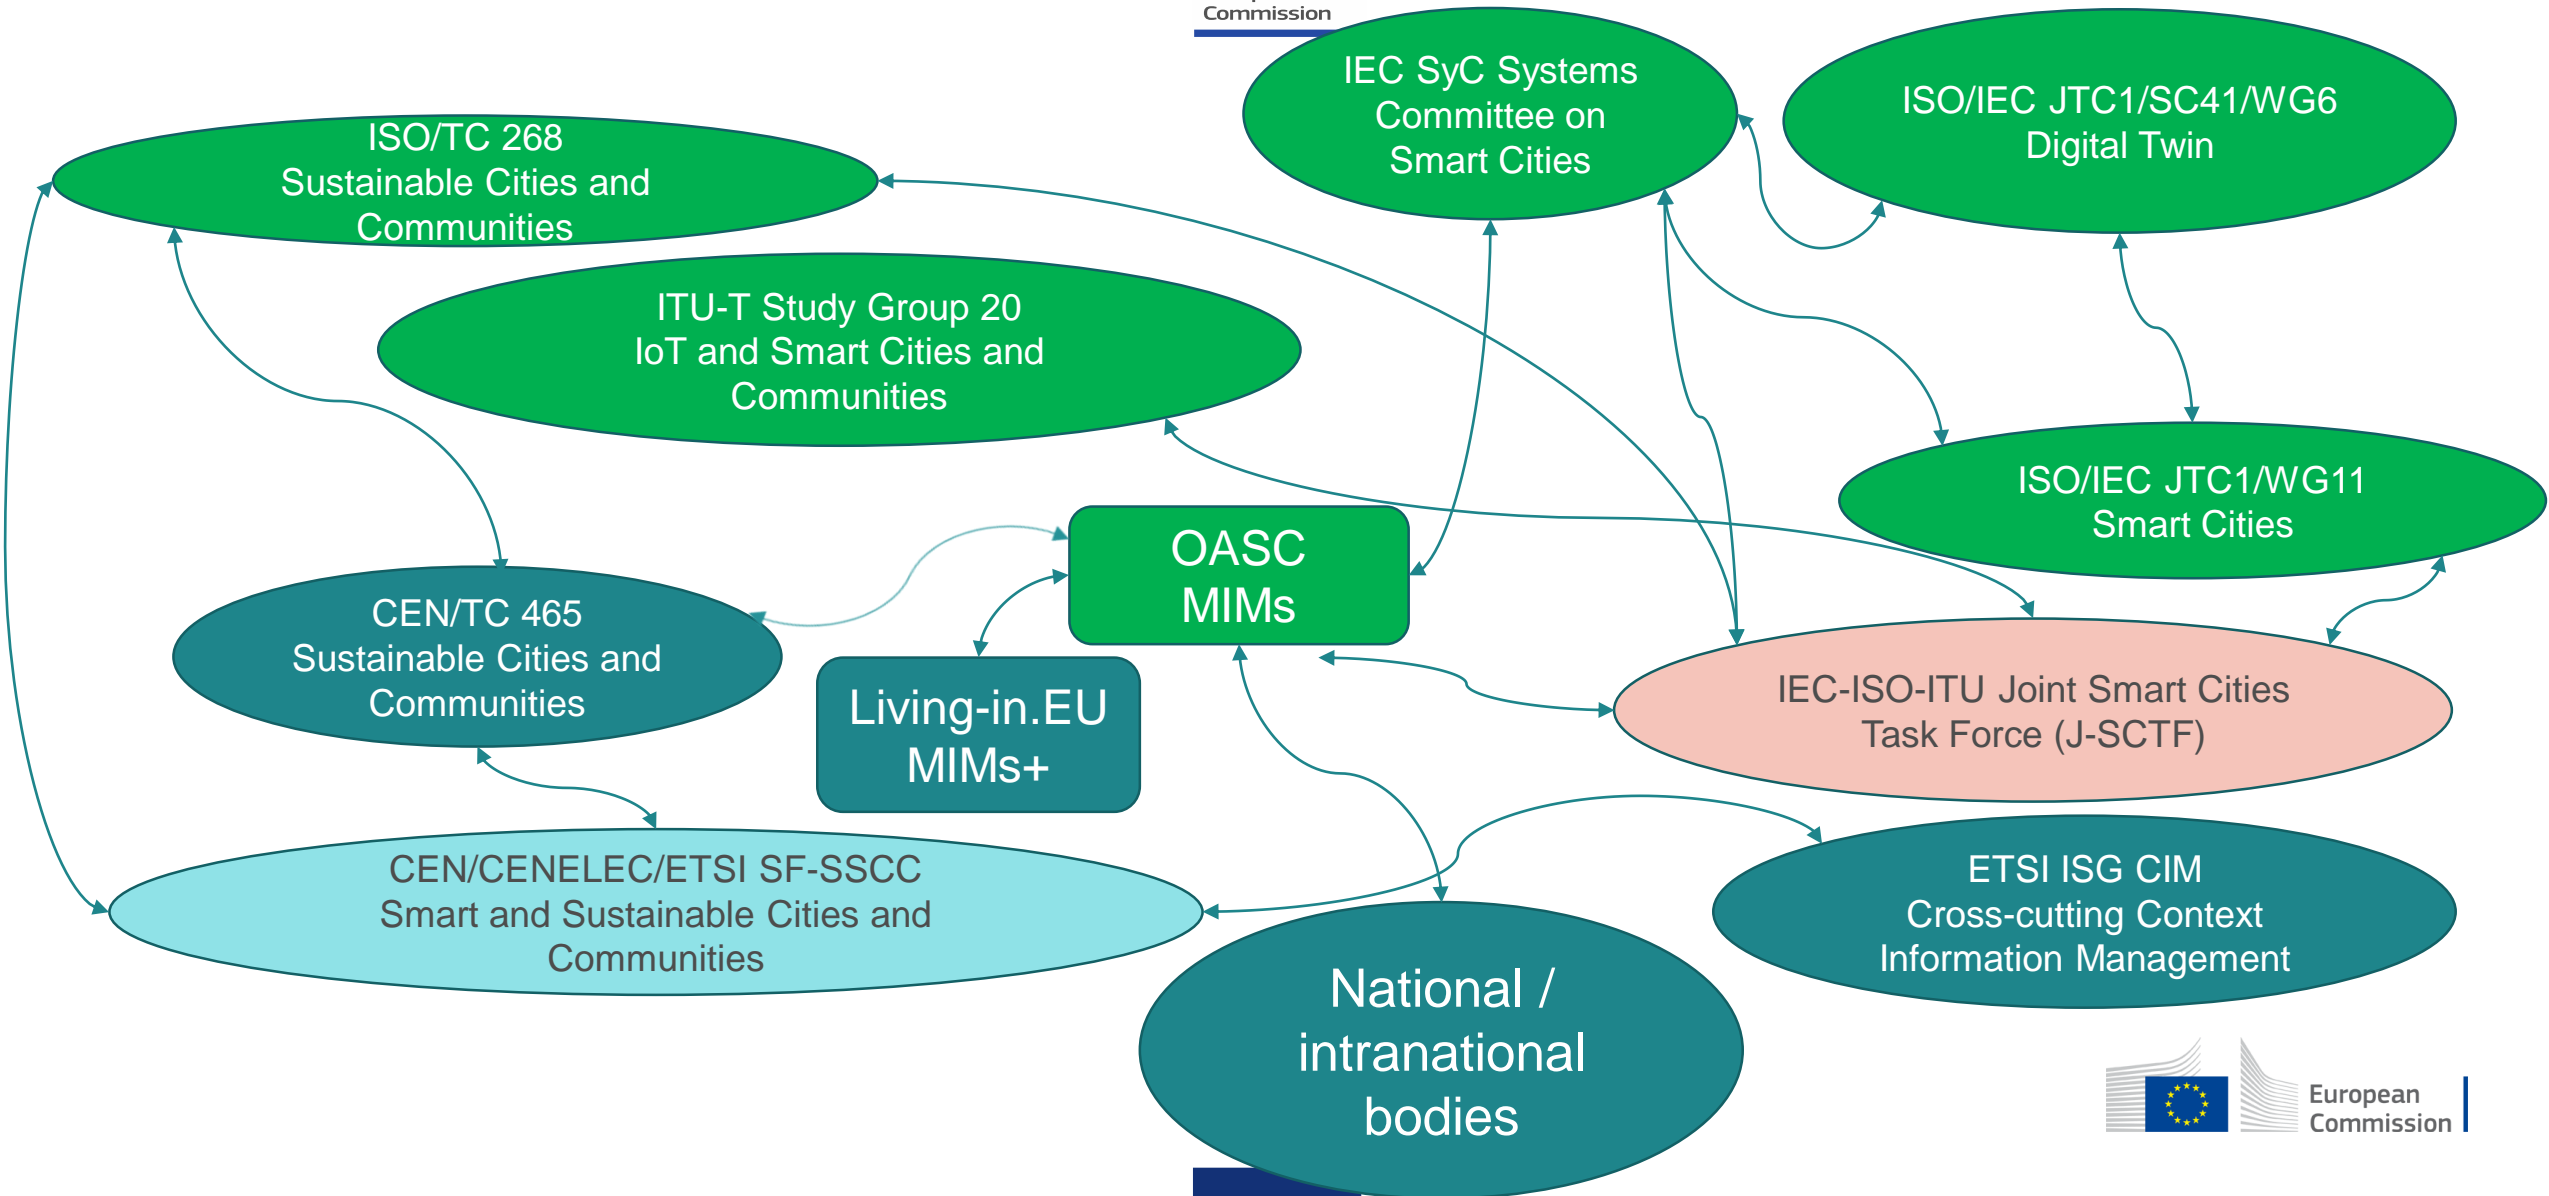 Commission
IEC SyC Systems
Committee on
Smart Cities
ISO/IEC JTC1/SC41/WG6
Digital Twin
ISO/TC 268
Sustainable Cities and
Communities
ITU-T Study Group 20
IoT and Smart Cities and
Communities
ISO/IEC JTC1/WG11
Smart Cities
OASC
MIMs
CEN/TC 465
Sustainable Cities and
Communities
Living-in.EU
MIMs+
IEC-ISO-ITU Joint Smart Cities
Task Force (J-SCTF)
CEN/CENELEC/ETSI SF-SSCC
Smart and Sustainable Cities and
Communities
ETSI ISG CIM
Cross-cutting Context
Information Management
National /
intranational
bodies
European
Commission